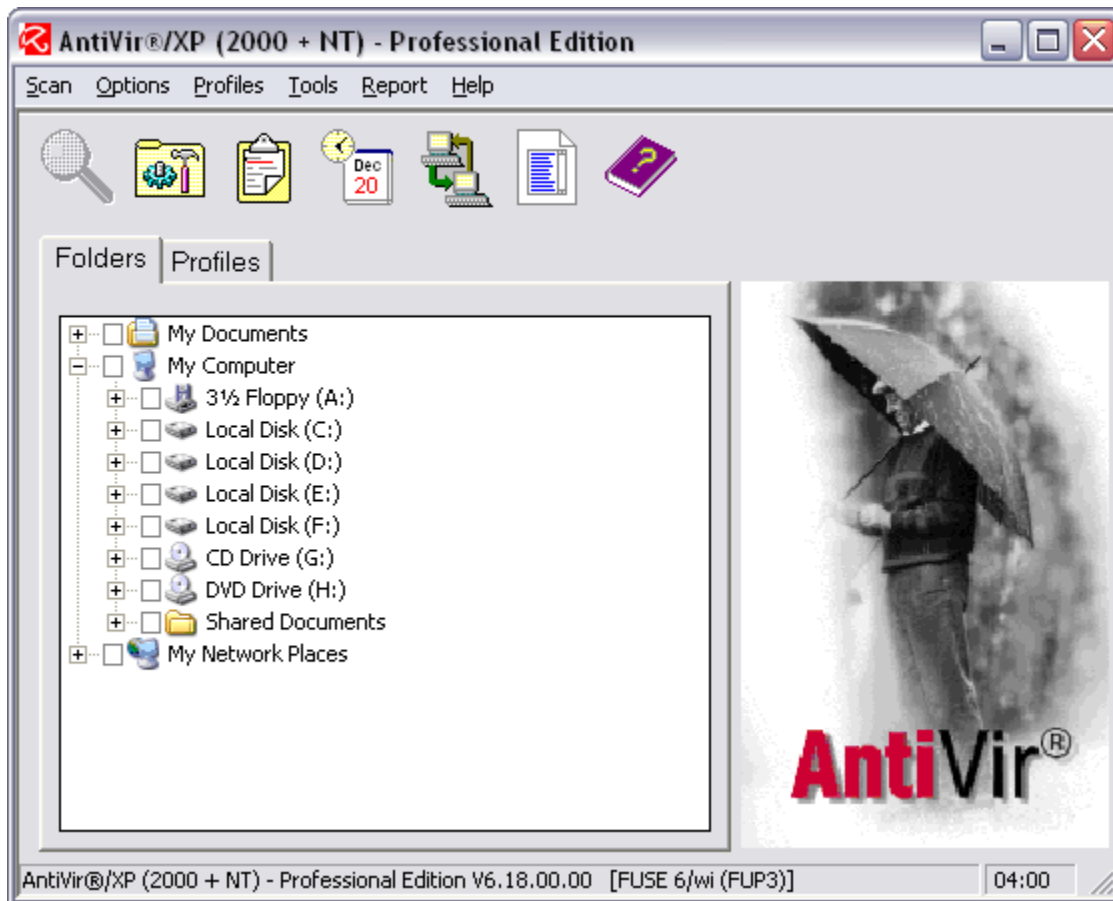 AntiVir®/XP (2000 + NT) - Professional Edition
Scan Options Profiles Tools Report Help
Dec
20
?
Folders Profiles
My Documents
My Computer
3½ Floppy (A:)
Local Disk (C:)
Local Disk (D:)
Local Disk (E:)
Local Disk (F:)
CD Drive (G:)
DVD Drive (H:)
Shared Documents
My Network Places
AntiVir®
AntiVir®/XP (2000 + NT) - Professional Edition V6.18.00.00 [FUSE 6/wi (FUP3)] 04:00